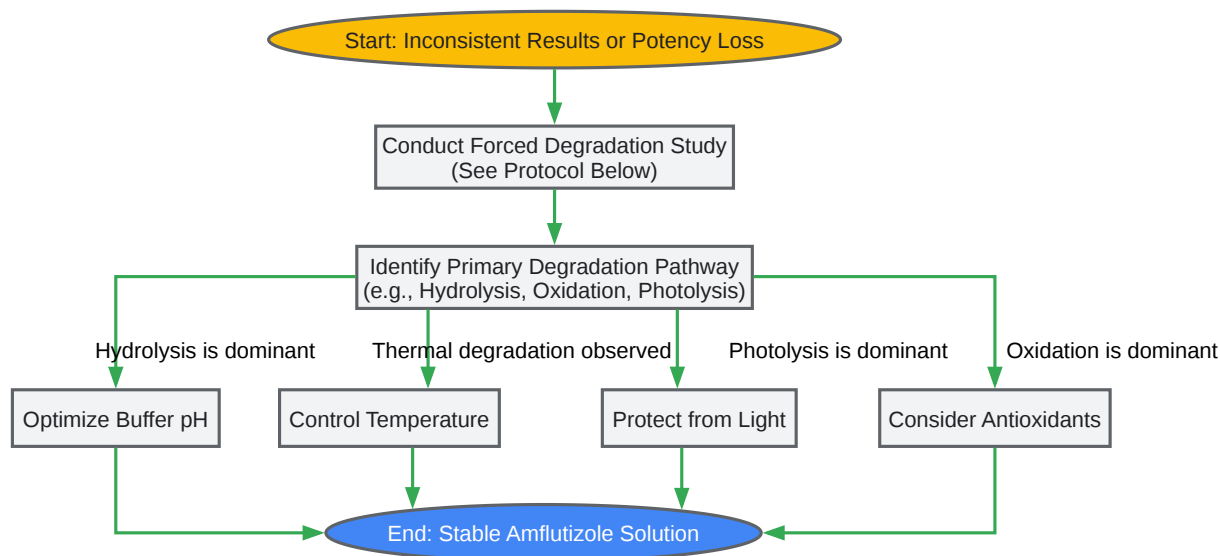 Start: Inconsistent Results or Potency Loss
Conduct Forced Degradation Study
(See Protocol Below)
Identify Primary Degradation Pathway
(e.g., Hydrolysis, Oxidation, Photolysis)
Hydrolysis is dominant
Thermal degradation observed
Photolysis is dominant
Oxidation is dominant
Optimize Buffer pH
Control Temperature
Protect from Light
Consider Antioxidants
End: Stable Amflutizole Solution